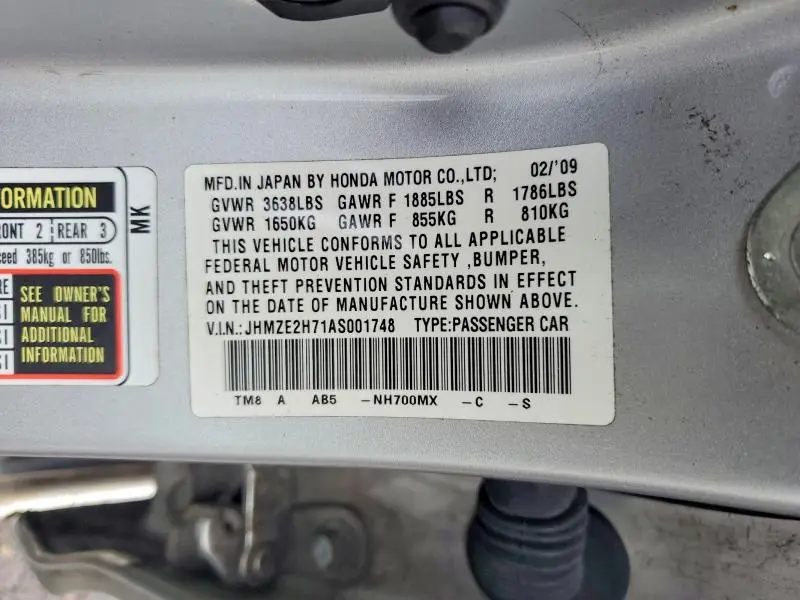 ORMATION
RONT 2 REAR 3
ceed 385kg or 850lbs.
SEE OWNER'S
MANUAL FOR
ADDITIONAL
INFORMATION
MK
MFD.IN JAPAN BY HONDA MOTOR CO.,LTD; 02/'09
GVWR 3638LBS GAWR F 1885LBS R 1786LBS
GVWR 1650KG GAWR F 855KG R 810KG
THIS VEHICLE CONFORMS TO ALL APPLICABLE
FEDERAL MOTOR VEHICLE SAFETY ,BUMPER,
AND THEFT PREVENTION STANDARDS IN EFFECT
ON THE DATE OF MANUFACTURE SHOWN ABOVE.
V.I.N.: JHMZE2H71AS001748 TYPE:PASSENGER CAR
TM8 A AB5 -NH700MX -C -S